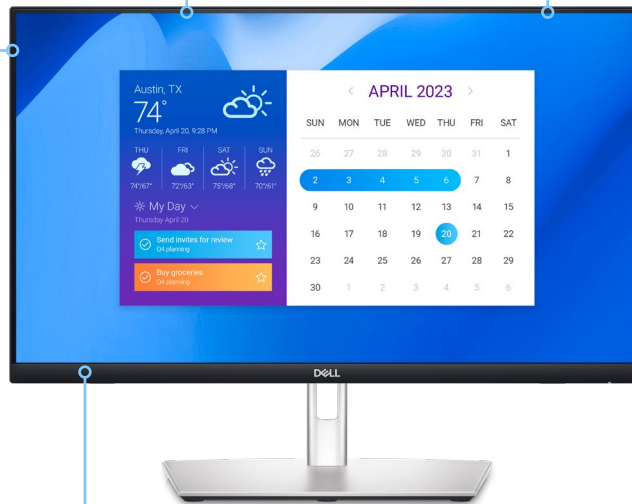 Austin, TX
74°
Thursday, April 20, 9:28 PM
THU FRI SAT SUN
74°/67° 72°/63° 75°/68° 70°/61°
My Day
Thursday April 20
Send invites for review
Q4 planning
Buy groceries
Q4 planning
< APRIL 2023 >
SUN MON TUE WED THU FRI SAT
26 27 28 29 30 31 1
2 3 4 5 6 7 8
9 10 11 12 13 14 15
16 17 18 19 20 21 22
23 24 25 26 27 28 29
30 1 2 3 4 5 6
DELL